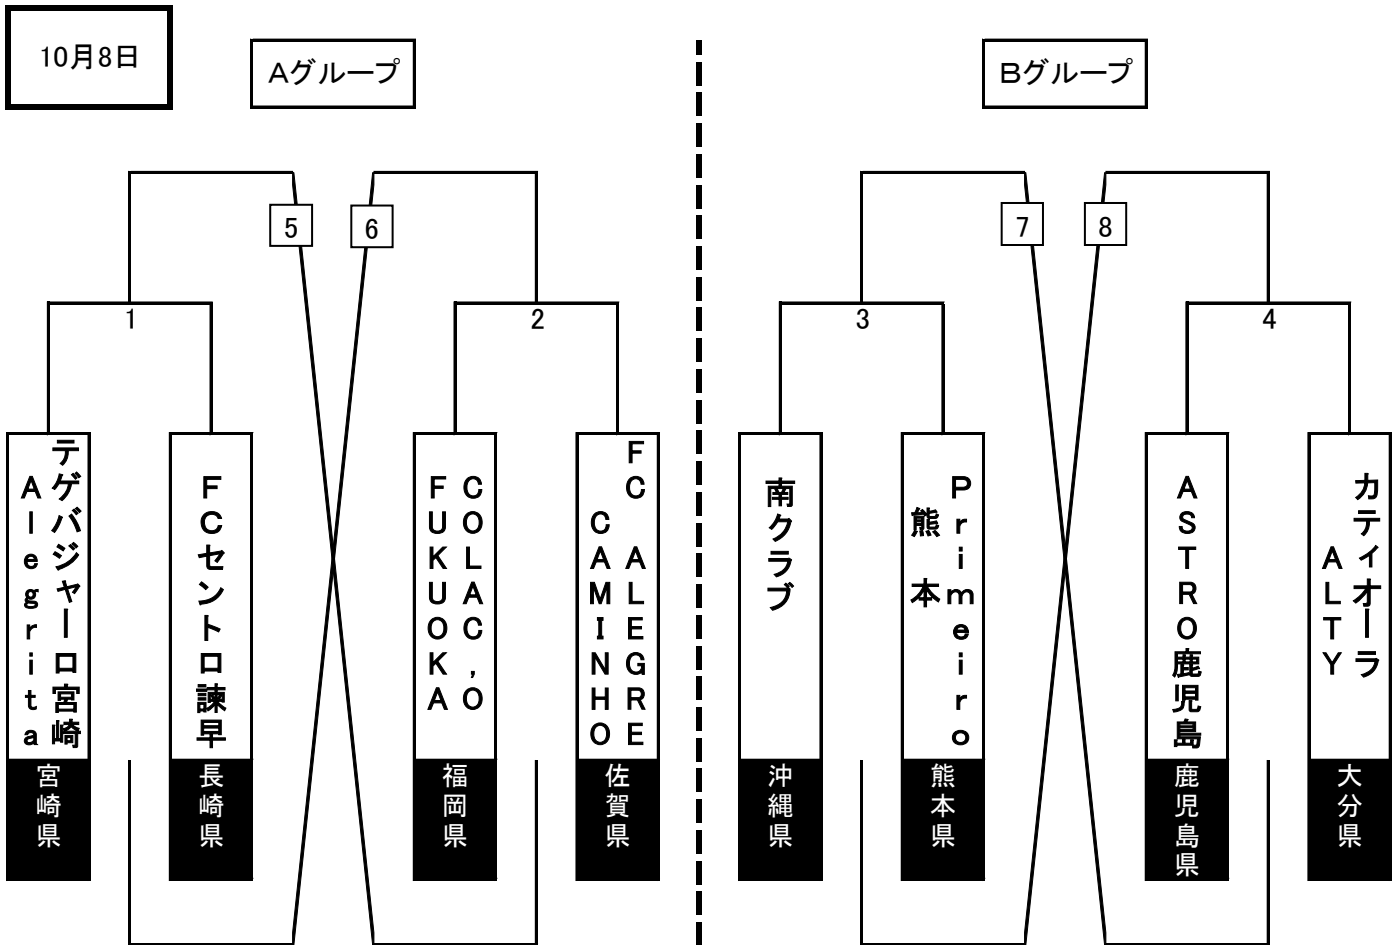 10月8日
Aグループ
Bグループ
5
6
7
8
1
2
3
4
テゲバジャーロ宮崎
Alegrita
宮崎県
FCセントロ諫早
長崎県
COLAC,O
FUKUOKA
福岡県
FC ALEGRE
CAMINHO
佐賀県
南クラブ
沖縄県
Primeiro
熊本
熊本県
ASTRO鹿児島
鹿児島県
カティオーラ
ALTY
大分県